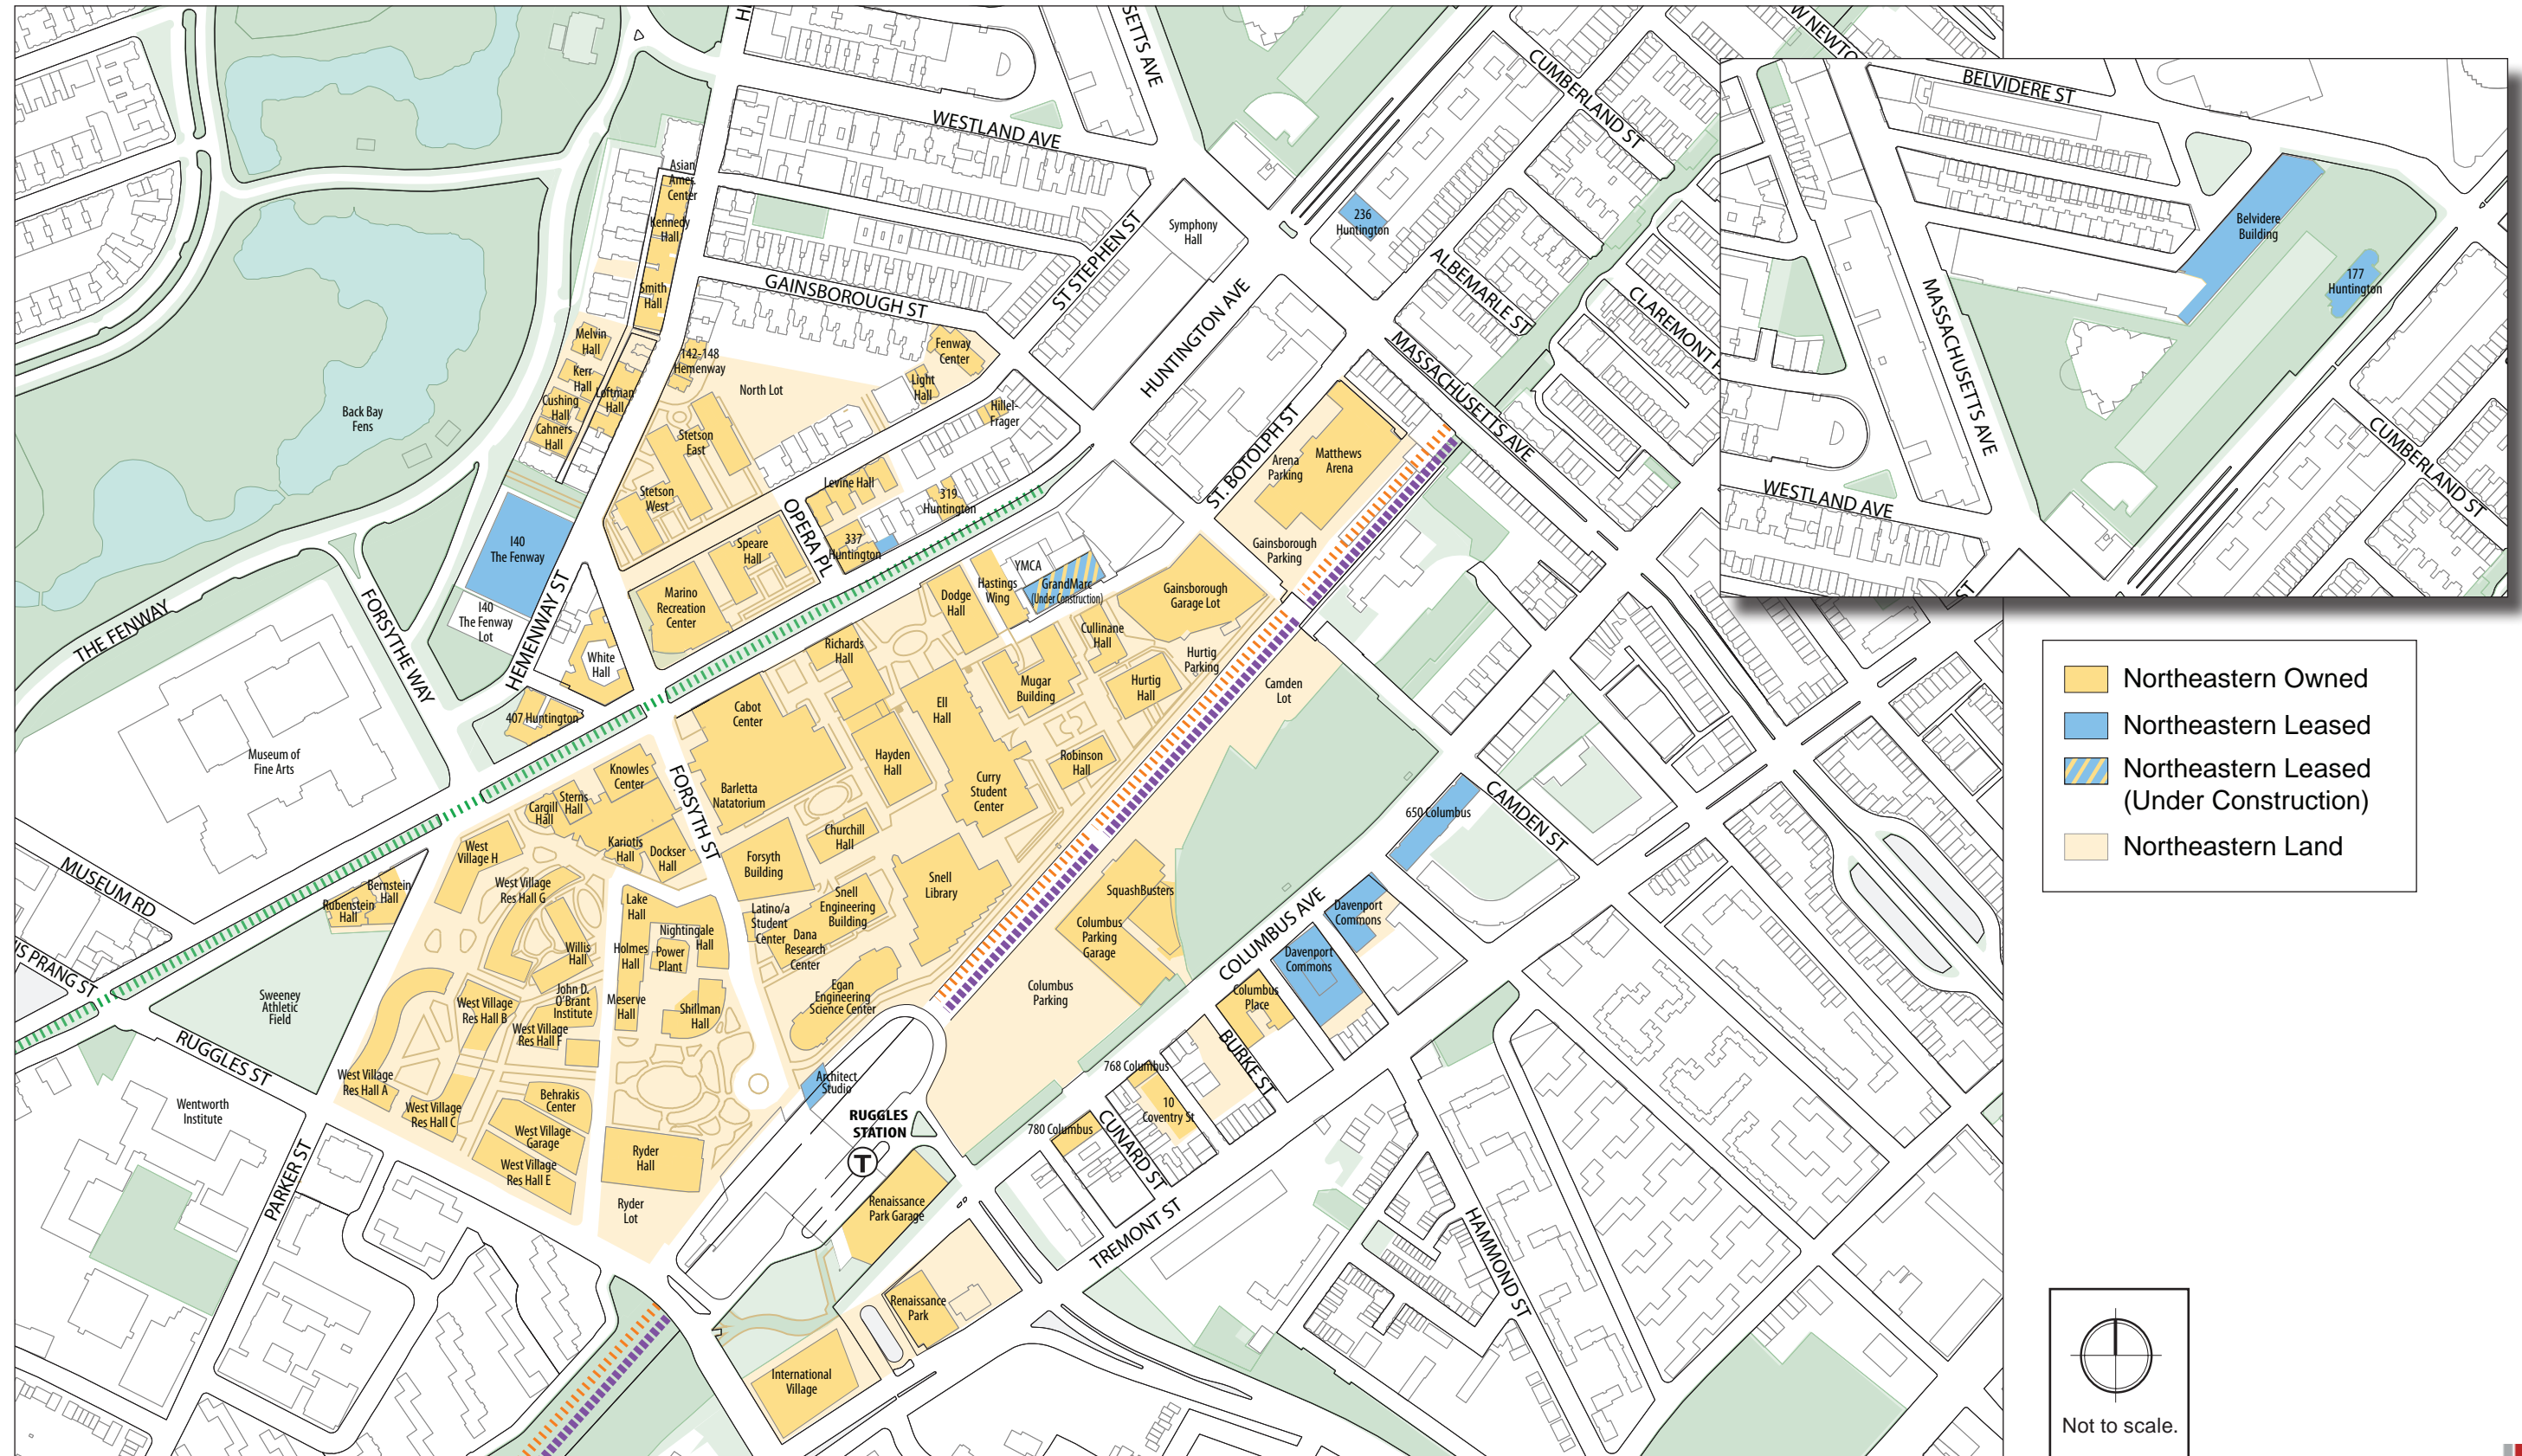 SETTS AVE
W NEWTO
CUMBERLAND ST
WESTLAND AVE
BELVIDERE ST
Asian
Amer.
Center
Kennedy
Hall
Symphony
Hall
236
Huntington
Belvidere
Building
177
Huntington
ST STEPHEN ST
ALBEMARLE ST
CLAREMONT P
MASSACHUSETTS AVE
Smith
Hall
GAINSBOROUGH ST
HUNTINGTON AVE
MASSACHUSETTS AVE
Melvin
Hall
142-148
Hemenway
Fenway
Center
Kerr
Hall
Loftman
Hall
North Lot
Light
Hall
Cushing
Hall
Cahners
Hall
Hillel-
Frager
Back Bay
Fens
Stetson
East
ST. BOTOLPH ST
Arena
Parking
Matthews
Arena
CUMBERLAND ST
WESTLAND AVE
Stetson
West
Levine Hall
319
Huntington
OPERA PL
337
Huntington
140
The Fenway
Speare
Hall
Gainsborough
Parking
YMCA
GrandMarc
(Under Construction)
Hastings
Wing
Dodge
Hall
Gainsborough
Garage Lot
ST
Marino
Recreation
Center
140
The Fenway
Lot
THE FENWAY
FORSYTHE WAY
HEMENWAY ST
White
Hall
Richards
Hall
Cullinane
Hall
Hurtig
Parking
Mugar
Building
Hurtig
Hall
Camden
Lot
Northeastern Owned
Northeastern Leased
Northeastern Leased
(Under Construction)
Northeastern Land
407 Huntington
Cabot
Center
Ell
Hall
Museum of
Fine Arts
Hayden
Hall
Robinson
Hall
Knowles
Center
FORSYTH ST
Curry
Student
Center
Barletta
Natatorium
Sterns
Hall
Cargill
Hall
650 Columbus
CAMDEN ST
Churchill
Hall
Kariotis
Hall
Dockser
Hall
West
Village H
Forsyth
Building
MUSEUM RD
West Village
Res Hall G
Bernstein
Hall
Rubenstein
Hall
Snell
Library
SquashBusters
Snell
Engineering
Building
Lake
Hall
Latino/a
Student
Center
Davenport
Commons
COLUMBUS AVE
Columbus
Parking
Garage
Nightingale
Hall
Dana
Research
Center
Willis
Hall
Holmes
Hall
Power
Plant
Davenport
Commons
IS PRANG ST
Sweeney
Athletic
Field
Egan
Engineering
Science Center
Columbus
Parking
Columbus
Place
John D.
O'Brant
Institute
Meserve
Hall
West Village
Res Hall B
Shillman
Hall
West Village
Res Hall F
RUGGLES ST
BURKE ST
West Village
Res Hall A
Architect
Studio
768 Columbus
Wentworth
Institute
Behrakis
Center
West Village
Res Hall C
10
Coventry St
RUGGLES
STATION
T
780 Columbus
CUNARD ST
West Village
Garage
Ryder
Hall
West Village
Res Hall E
PARKER ST
Ryder
Lot
Renaissance
Park Garage
TREMONT ST
HAMMOND ST
Renaissance
Park
International
Village
Not to scale.